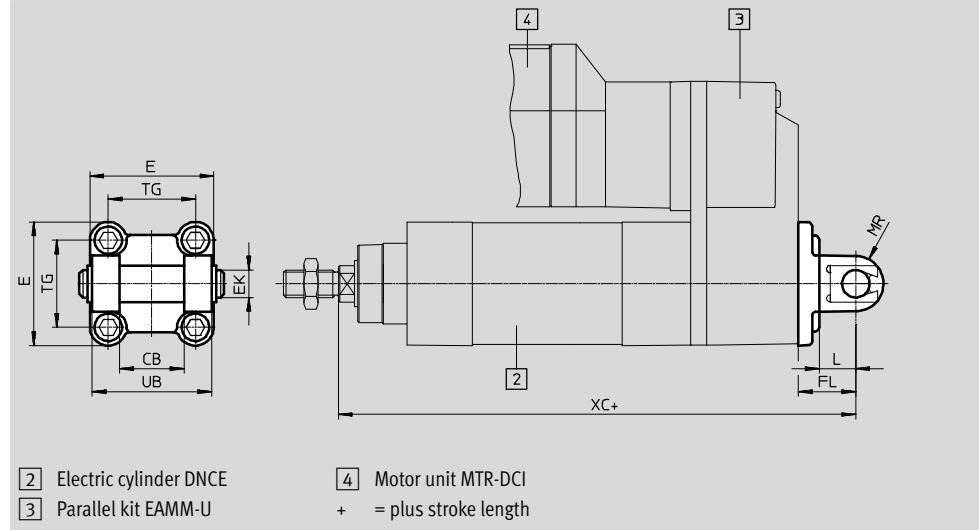 4
3
E
TG
E
TG
EK
CB
UB
MR
L
FL
2
XC+
2 Electric cylinder DNCE
3 Parallel kit EAMM-U
4 Motor unit MTR-DCI
+ = plus stroke length